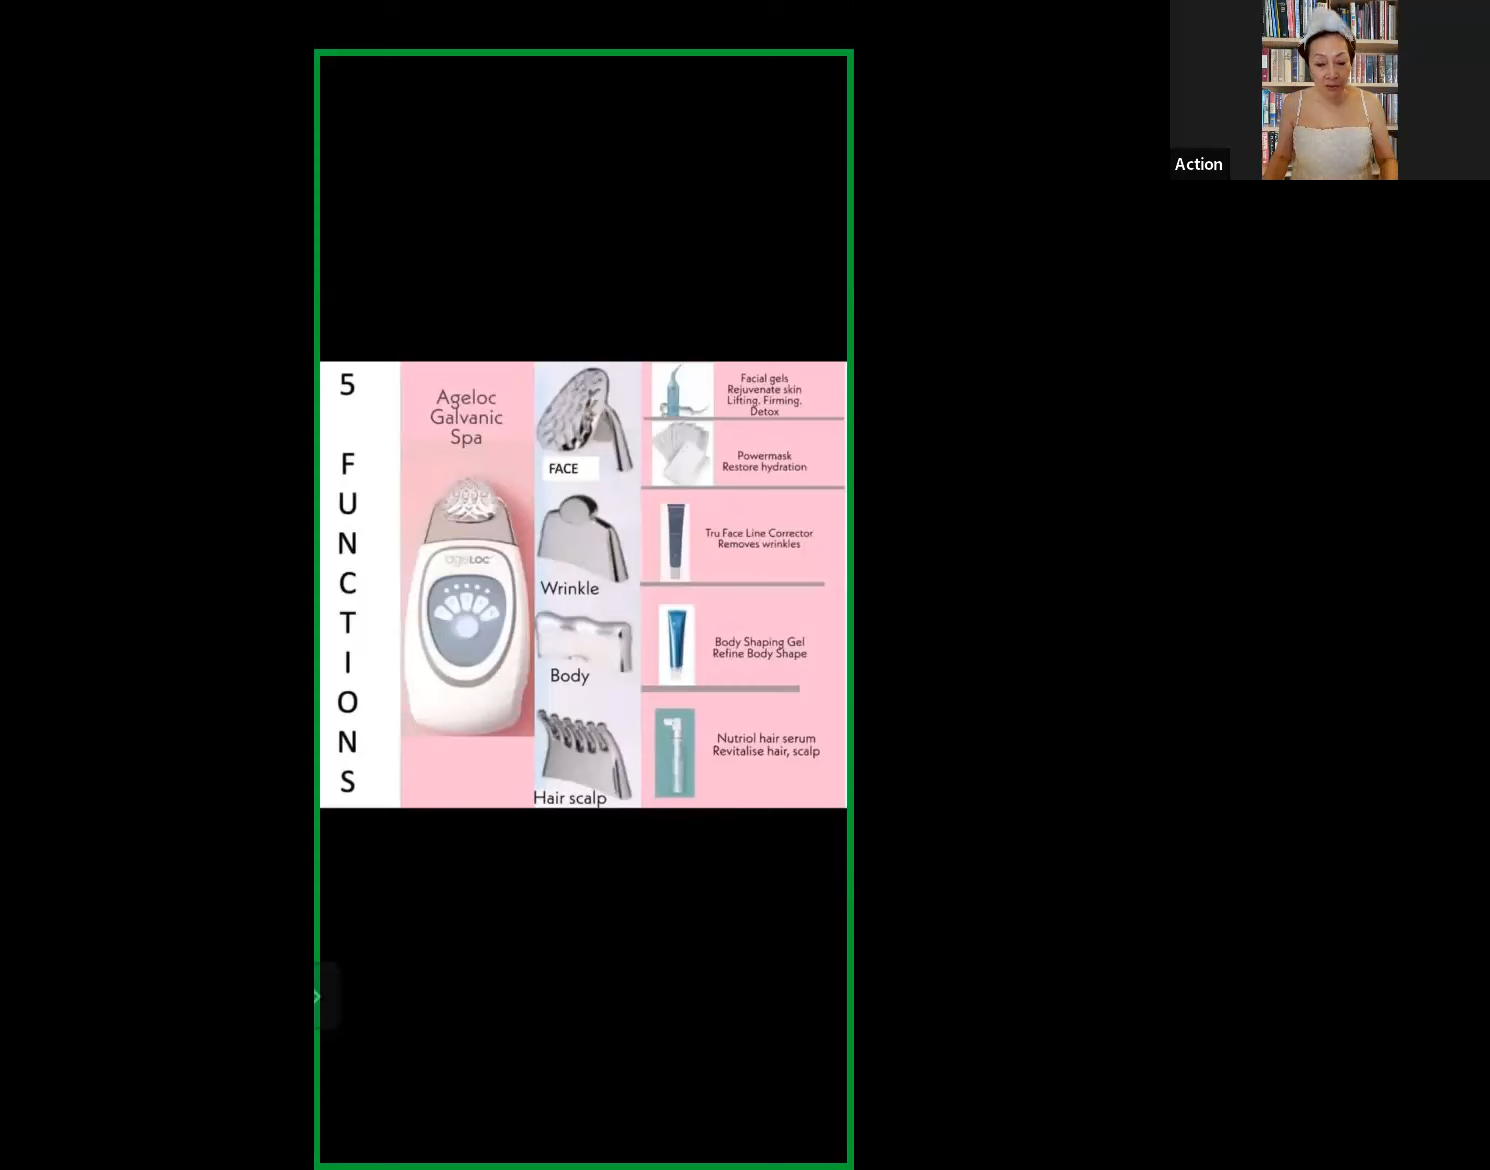 Action
5
FUNCTIONS
Ageloc
Galvanic
Spa
ageLOC
FACE
Wrinkle
Body
Hair scalp
Facial gels
Rejuvenate skin
Lifting. Firming.
Detox
Powermask
Restore hydration
Tru Face Line Corrector
Removes wrinkles
Body Shaping Gel
Refine Body Shape
Nutriol hair serum
Revitalise hair, scalp